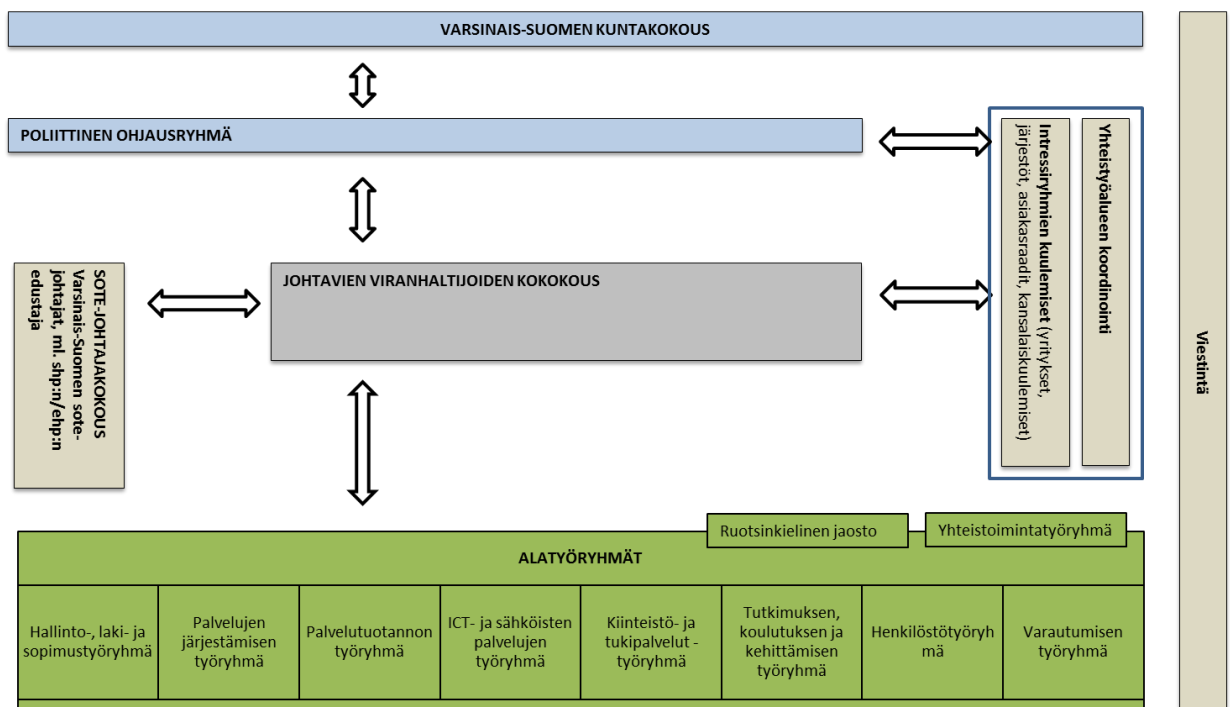 VARSINAIS-SUOMEN KUNTAKOKOUS
POLIITTINEN OHJAUSRYHMÄ
Yhteistyöalueen koordinointi
Intressiryhmien kuulemiset (yritykset,
järjestöt, asiakasraadit, kansalaiskuulemiset)
SOTE-JOHTAJAKOKOUS
Varsinais-Suomen sote-
johtajat, ml. shp:n/ehp:n
edustaja
JOHTAVIEN VIRANHALTIJOIDEN KOKOKOUS
Viestintä
Ruotsinkielinen jaosto
Yhteistoimintatyöryhmä
ALATYÖRYHMÄT
Hallinto-, laki- ja
sopimustyöryhmä
Palvelujen
järjestämisen
työryhmä
Palvelutuotannon
työryhmä
ICT- ja sähköisten
palvelujen
työryhmä
Kiinteistö- ja
tukipalvelut -
työryhmä
Tutkimuksen,
koulutuksen ja
kehittämisen
työryhmä
Henkilöstötyöryh
mä
Varautumisen
työryhmä